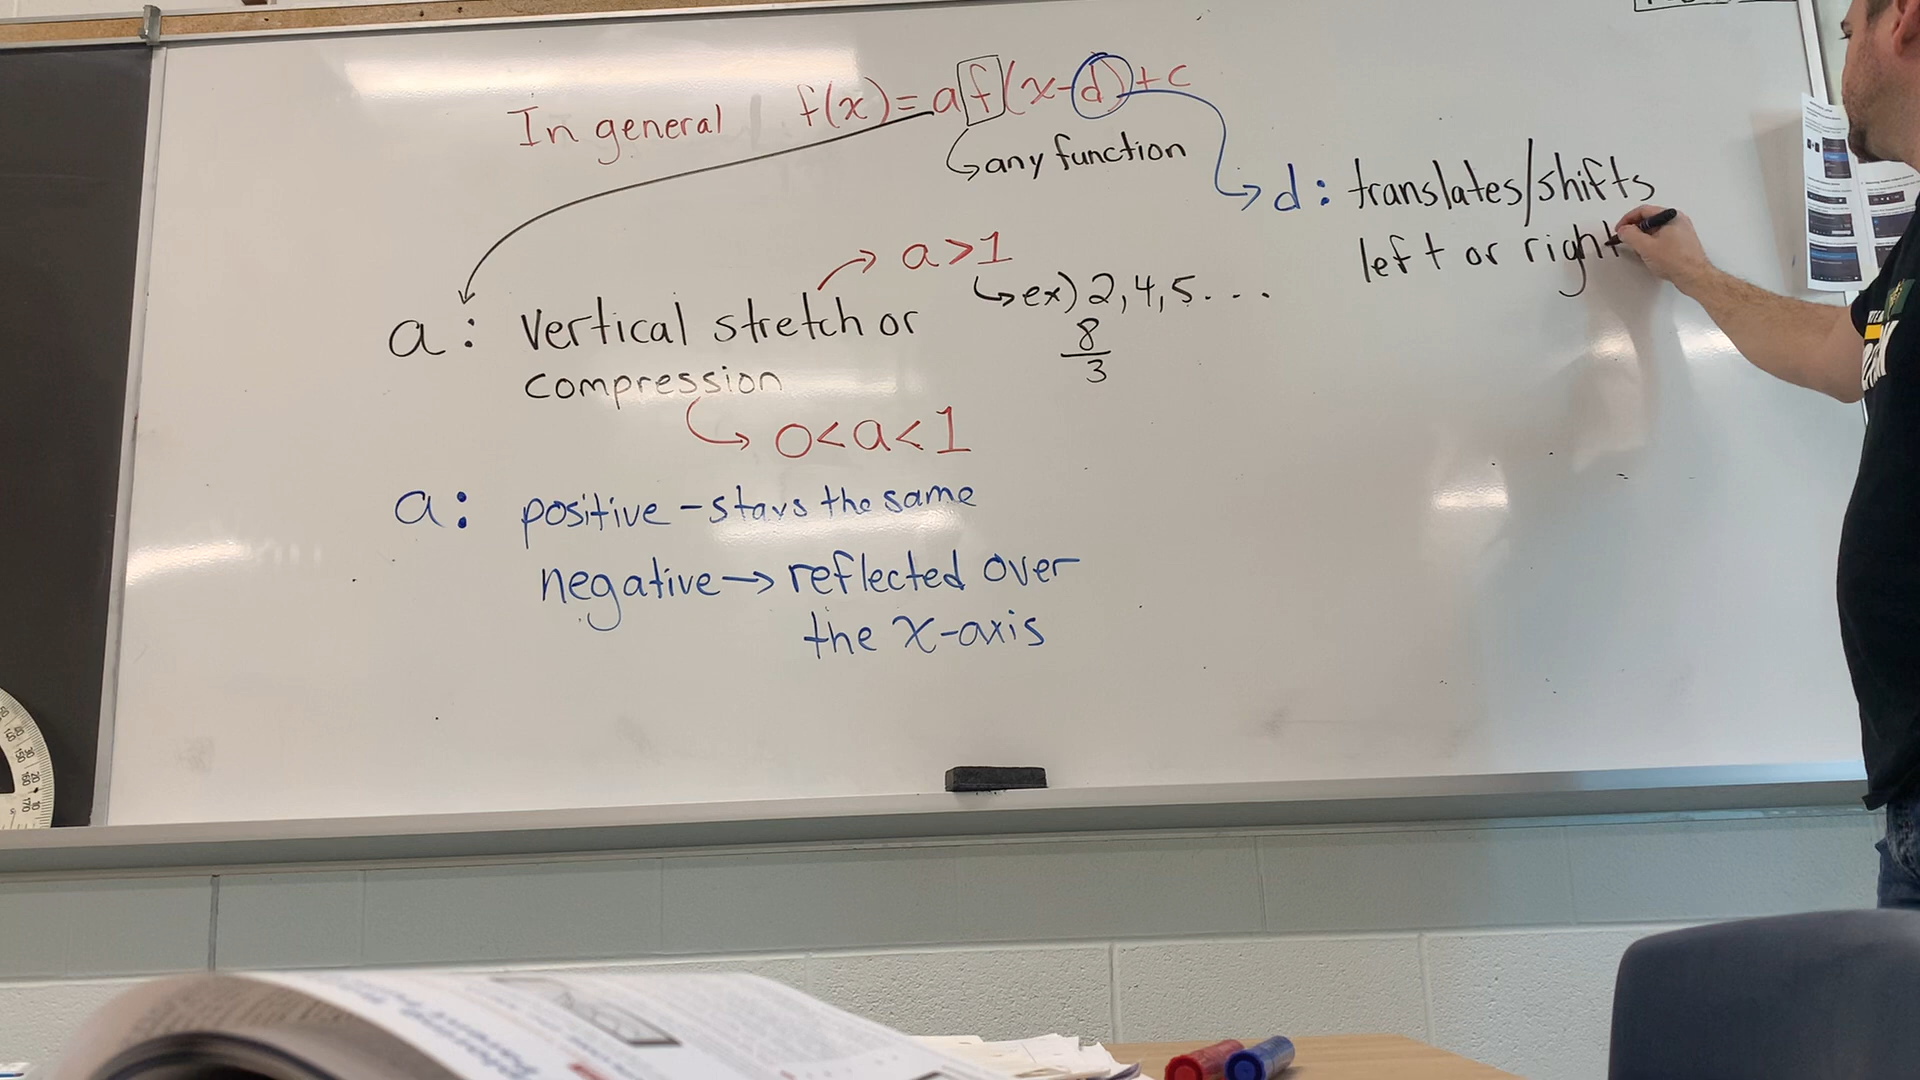 In general f(x)=af(x-d)+c
any function
d: translates/shifts
left or right
a>1
ex) 2,4,5...
8
3
a: vertical stretch or
compression
0<a<1
a: positive - stays the same
negative→reflected over
the x-axis